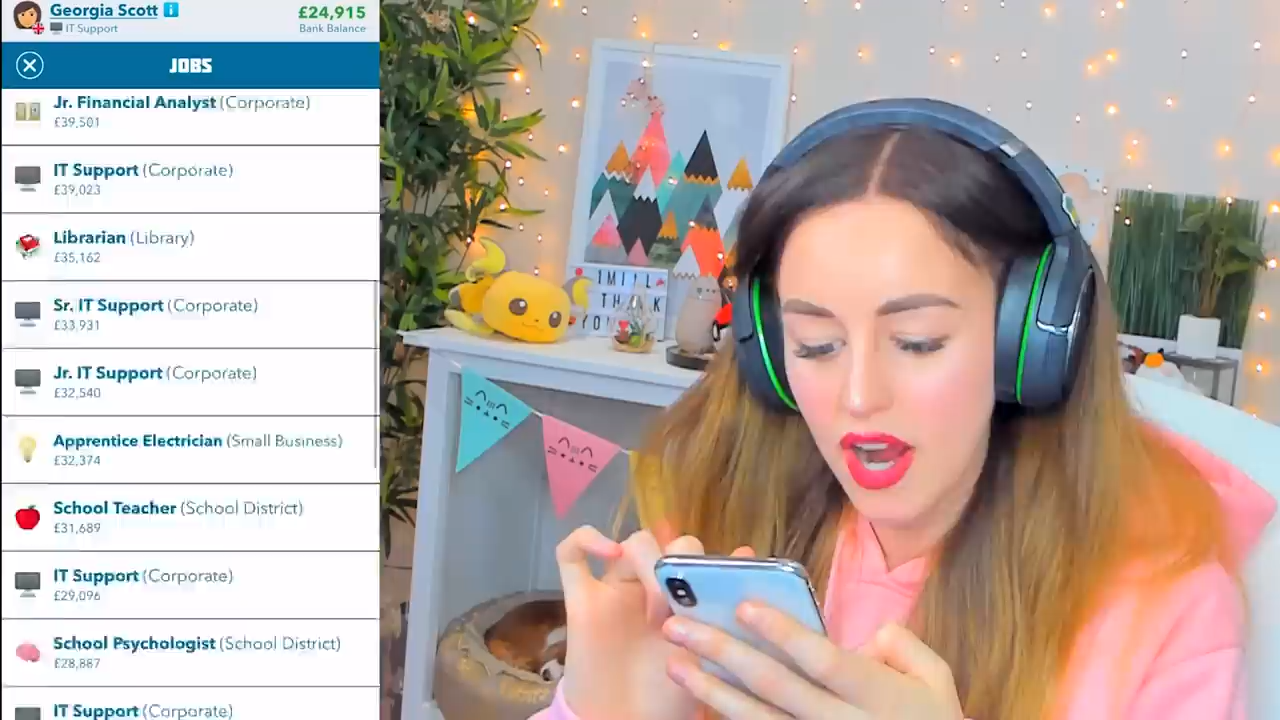 Georgia Scott
£24,915
IT Support
Bank Balance
JOBS
Jr. Financial Analyst (Corporate)
£39,501
IT Support (Corporate)
£39,023
Librarian (Library)
£35,162
Sr. IT Support (Corporate)
£33,931
Jr. IT Support (Corporate)
£32,540
Apprentice Electrician (Small Business)
£32,374
School Teacher (School District)
£31,689
IT Support (Corporate)
£29,096
School Psychologist (School District)
£28,887
IT Support (Corporate)
1MILL
THANK
YO